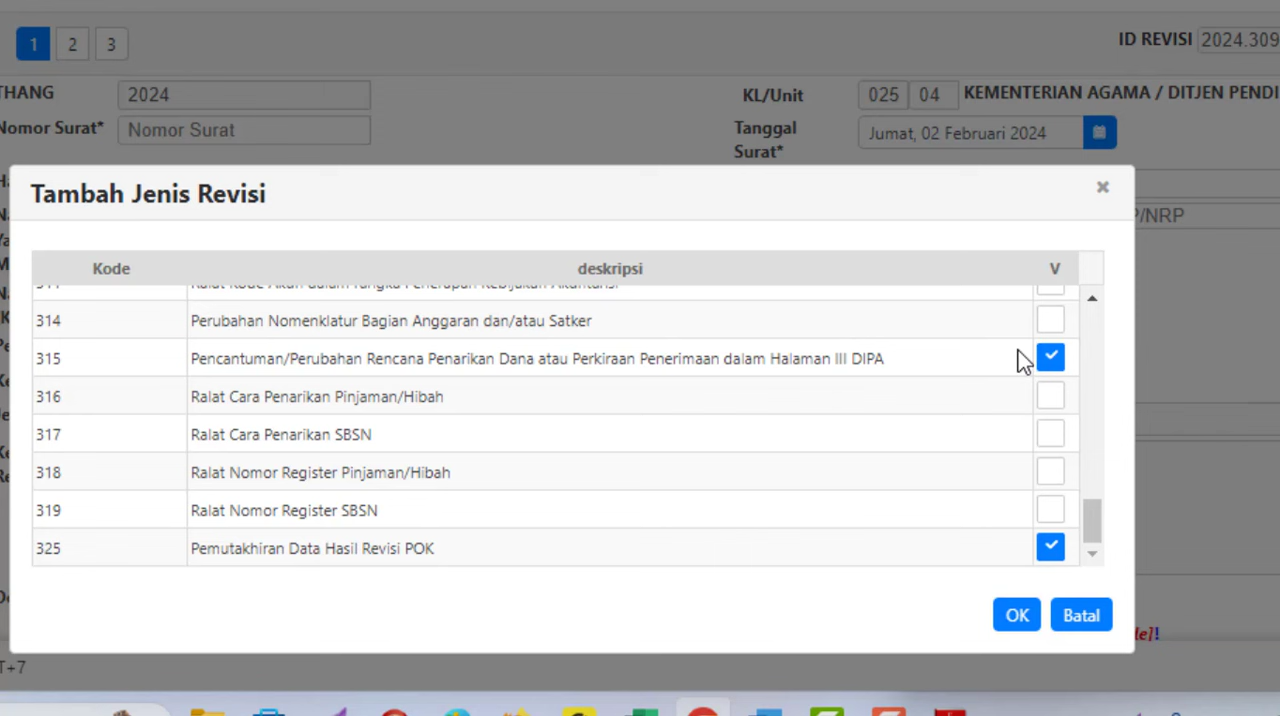 1 2 3
ID REVISI 2024.309
THANG 2024
KL/Unit 025 04 KEMENTERIAN AGAMA / DITJEN PENDI
Nomor Surat* Nomor Surat
Tanggal Surat* Jumat, 02 Februari 2024
Tambah Jenis Revisi
P/NRP
Kode deskripsi V
314 Perubahan Nomenklatur Bagian Anggaran dan/atau Satker
315 Pencantuman/Perubahan Rencana Penarikan Dana atau Perkiraan Penerimaan dalam Halaman III DIPA
316 Ralat Cara Penarikan Pinjaman/Hibah
317 Ralat Cara Penarikan SBSN
318 Ralat Nomor Register Pinjaman/Hibah
319 Ralat Nomor Register SBSN
325 Pemutakhiran Data Hasil Revisi POK
OK Batal
le]!
T+7